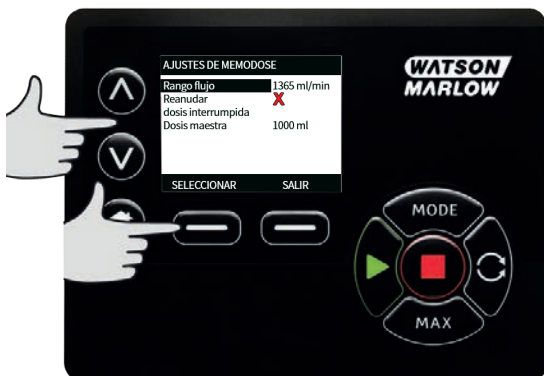 AJUSTES DE MEMODOSE
Rango flujo 1365 ml/min
Reanudar X
dosis interrumpida
Dosis maestra 1000 ml
SELECCIONAR SALIR
WATSON
MARLOW
MODE
MAX